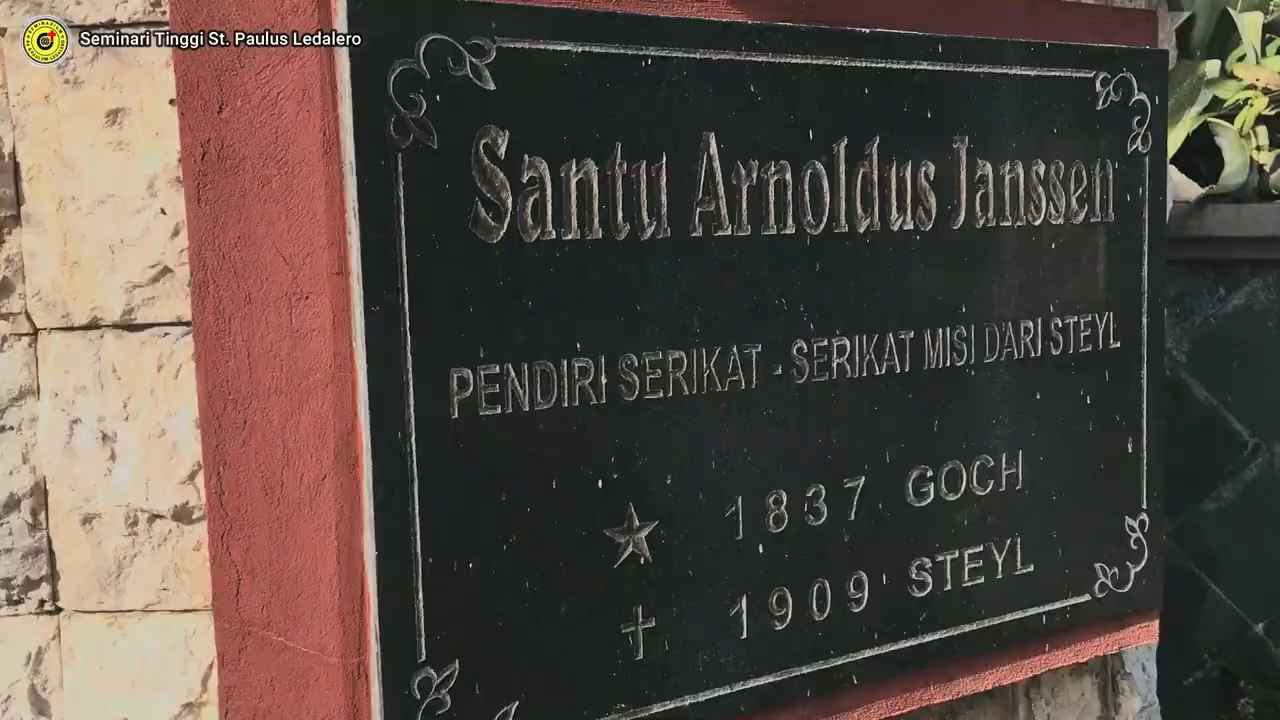 Seminari Tinggi St. Paulus Ledalero
Santu Arnoldus Janssen
PENDIRI SERIKAT - SERIKAT MISI DARI STEYL
1837 GOCH
1909 STEYL